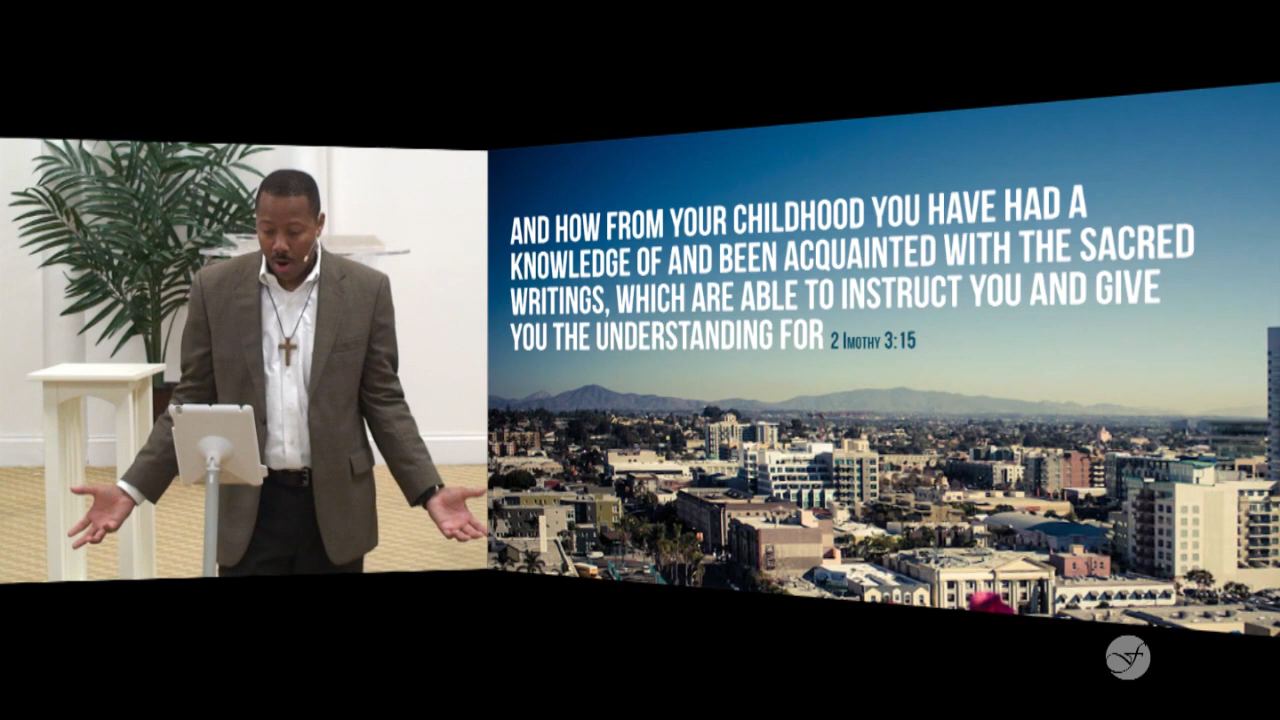 AND HOW FROM YOUR CHILDHOOD YOU HAVE HAD A
KNOWLEDGE OF AND BEEN ACQUAINTED WITH THE SACRED
WRITINGS, WHICH ARE ABLE TO INSTRUCT YOU AND GIVE
YOU THE UNDERSTANDING FOR 2 IMOTHY 3:15